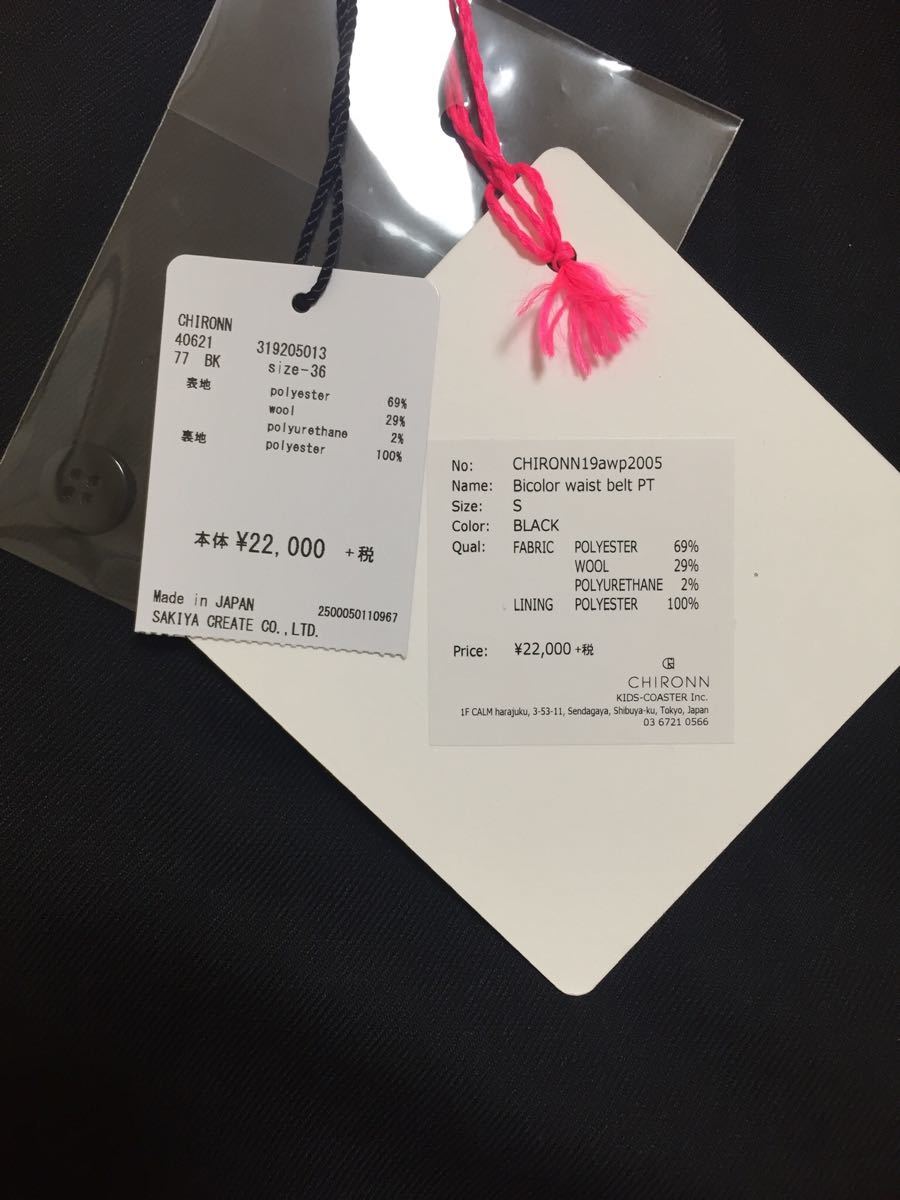 CHIRONN
40621 319205013
77 BK size-36
表地 polyester 69%
wool 29%
polyurethane 2%
裏地 polyester 100%
本体 ¥22,000 +税
Made in JAPAN 2500050110967
SAKIYA CREATE CO.,LTD.
No: CHIRONN19awp2005
Name: Bicolor waist belt PT
Size: S
Color: BLACK
Qual: FABRIC POLYESTER 69%
WOOL 29%
POLYURETHANE 2%
LINING POLYESTER 100%
Price: ¥22,000 +税
CHIRONN
KIDS-COASTER Inc.
1F CALM harajuku, 3-53-11, Sendagaya, Shibuya-ku, Tokyo, Japan
03 6721 0566